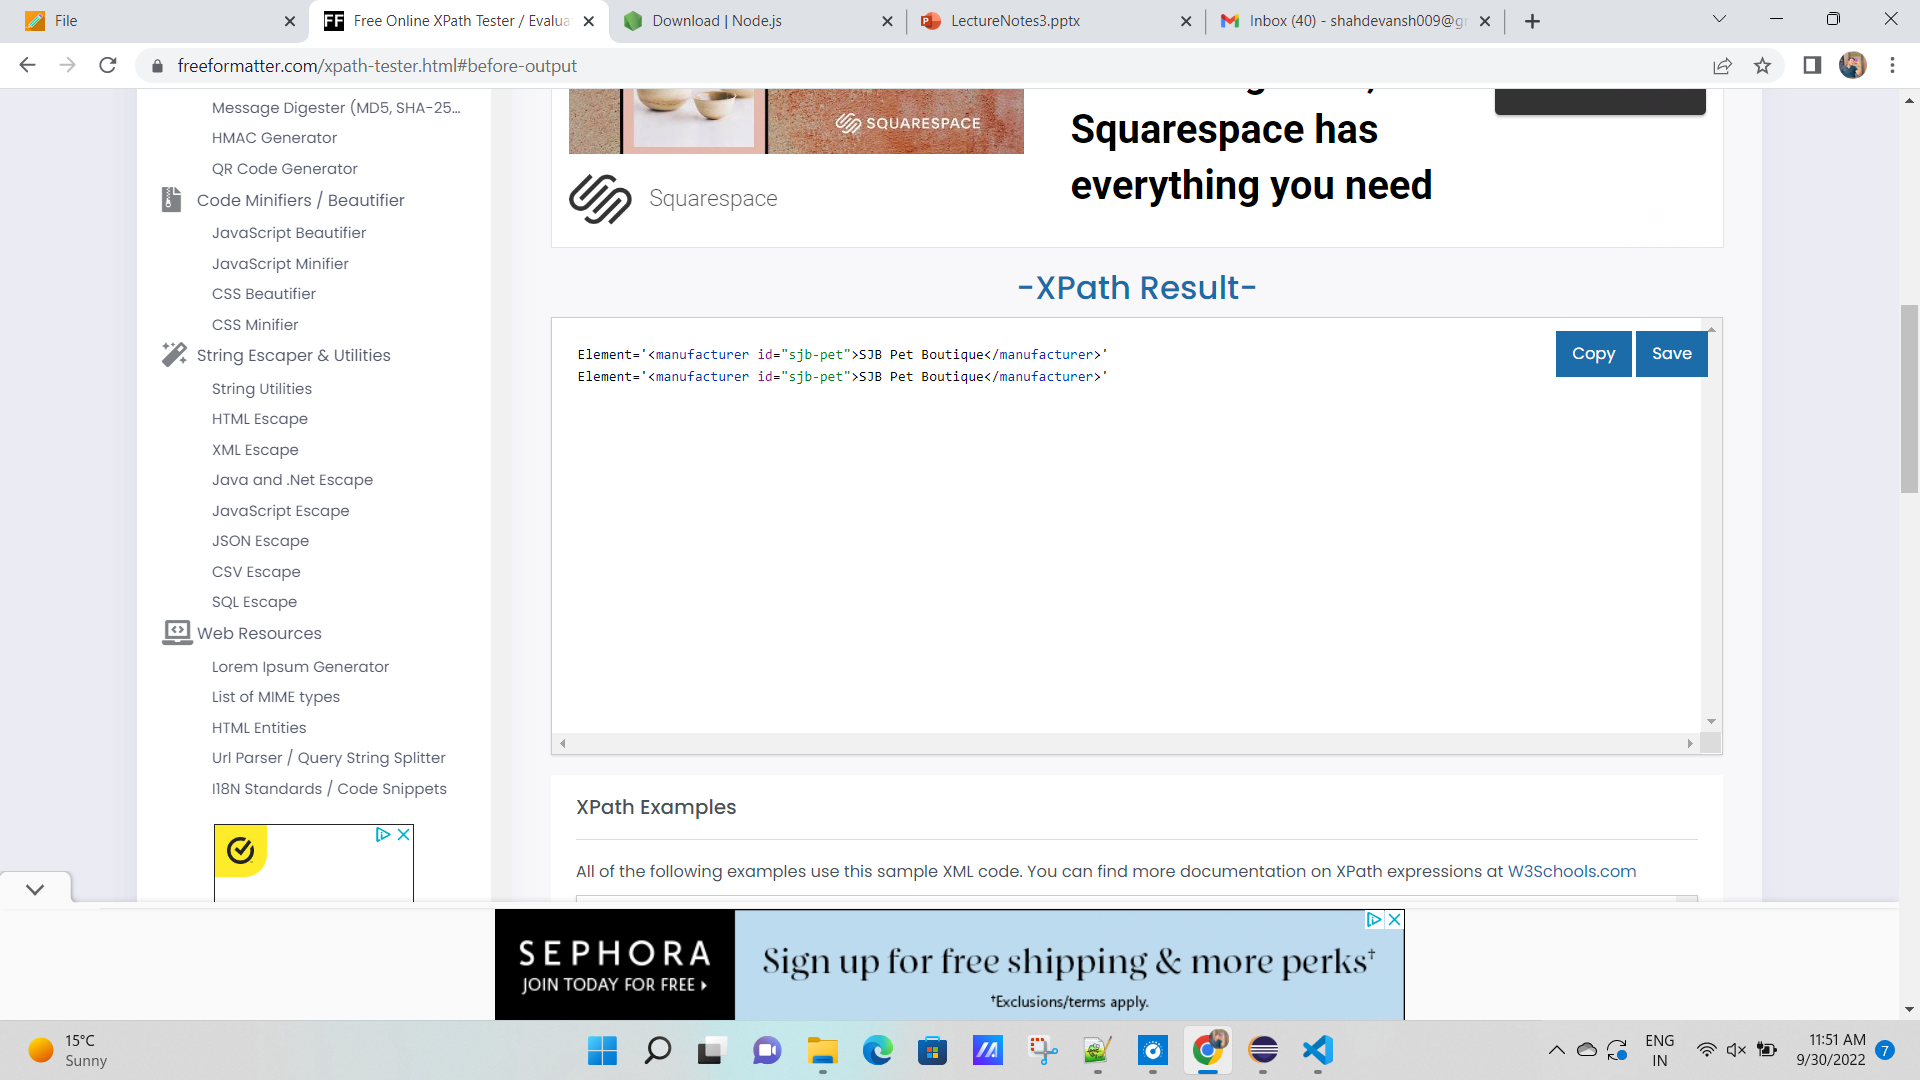 File
Free Online XPath Tester / Evalua
Download | Node.js
LectureNotes3.pptx
Inbox (40) - shahdevansh009@g
freeformatter.com/xpath-tester.html#before-output
Message Digester (MD5, SHA-25...
HMAC Generator
QR Code Generator
Code Minifiers / Beautifier
JavaScript Beautifier
JavaScript Minifier
CSS Beautifier
CSS Minifier
String Escaper & Utilities
String Utilities
HTML Escape
XML Escape
Java and .Net Escape
JavaScript Escape
JSON Escape
CSV Escape
SQL Escape
Web Resources
Lorem Ipsum Generator
List of MIME types
HTML Entities
Url Parser / Query String Splitter
I18N Standards / Code Snippets
SQUARESPACE
Squarespace
Squarespace has
everything you need
-XPath Result-
Element='<manufacturer id="sjb-pet">SJB Pet Boutique</manufacturer>'
Element='<manufacturer id="sjb-pet">SJB Pet Boutique</manufacturer>'
Copy
Save
XPath Examples
All of the following examples use this sample XML code. You can find more documentation on XPath expressions at W3Schools.com
SEPHORA
JOIN TODAY FOR FREE
Sign up for free shipping & more perks†
†Exclusions/terms apply.
15°C
Sunny
ENG
IN
11:51 AM
9/30/2022
7